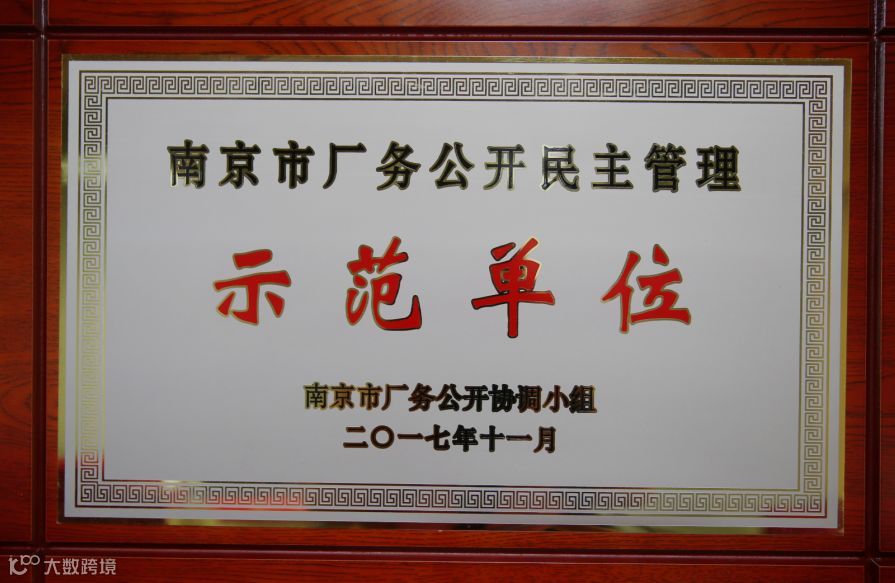 南京市厂务公开民主管理
示范单位
南京市厂务公开协调小组
二〇一七年十一月
大数跨境